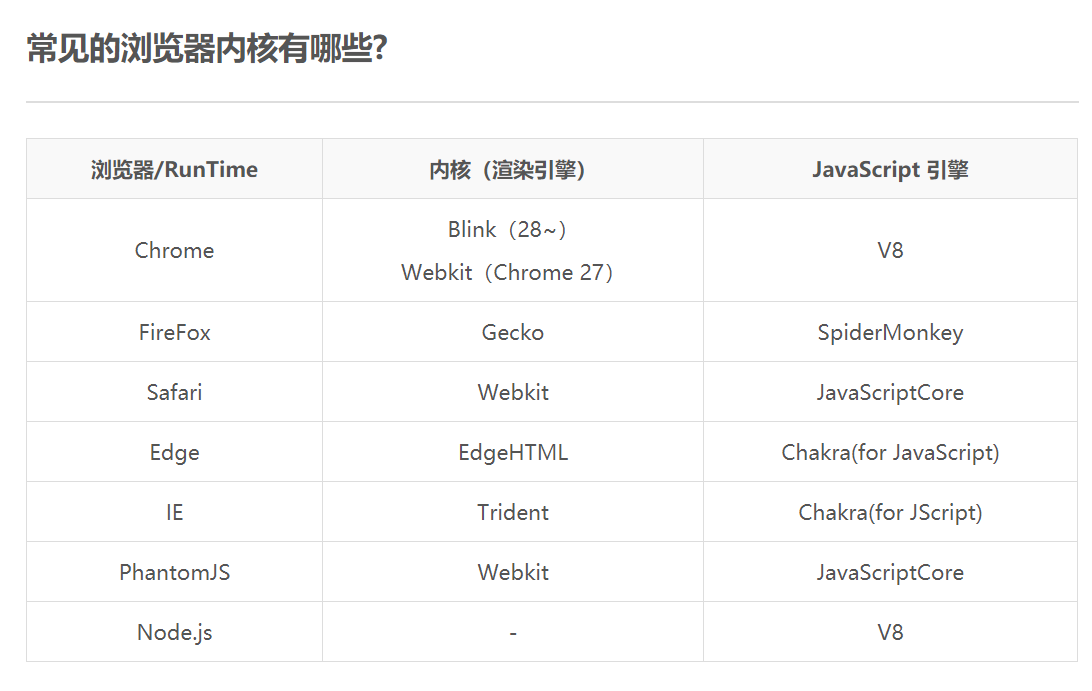 常见的浏览器内核有哪些?
浏览器/RunTime 内核（渲染引擎） JavaScript 引擎
Chrome Blink（28~） V8
Webkit（Chrome 27）
FireFox Gecko SpiderMonkey
Safari Webkit JavaScriptCore
Edge EdgeHTML Chakra(for JavaScript)
IE Trident Chakra(for JScript)
PhantomJS Webkit JavaScriptCore
Node.js - V8